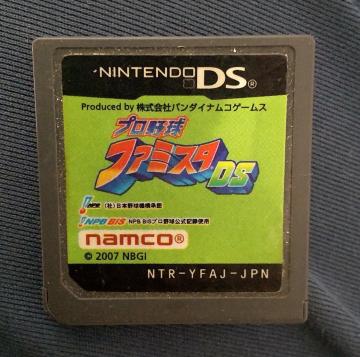 NINTENDO DS®
Produced by 株式会社バンダイナムコゲームス
プロ野球
ファミスタ
DS
(社)日本野球機構承認
NPB BIS NPB BISプロ野球公式記録使用
namco®
© 2007 NBGI
NTR-YFAJ-JPN